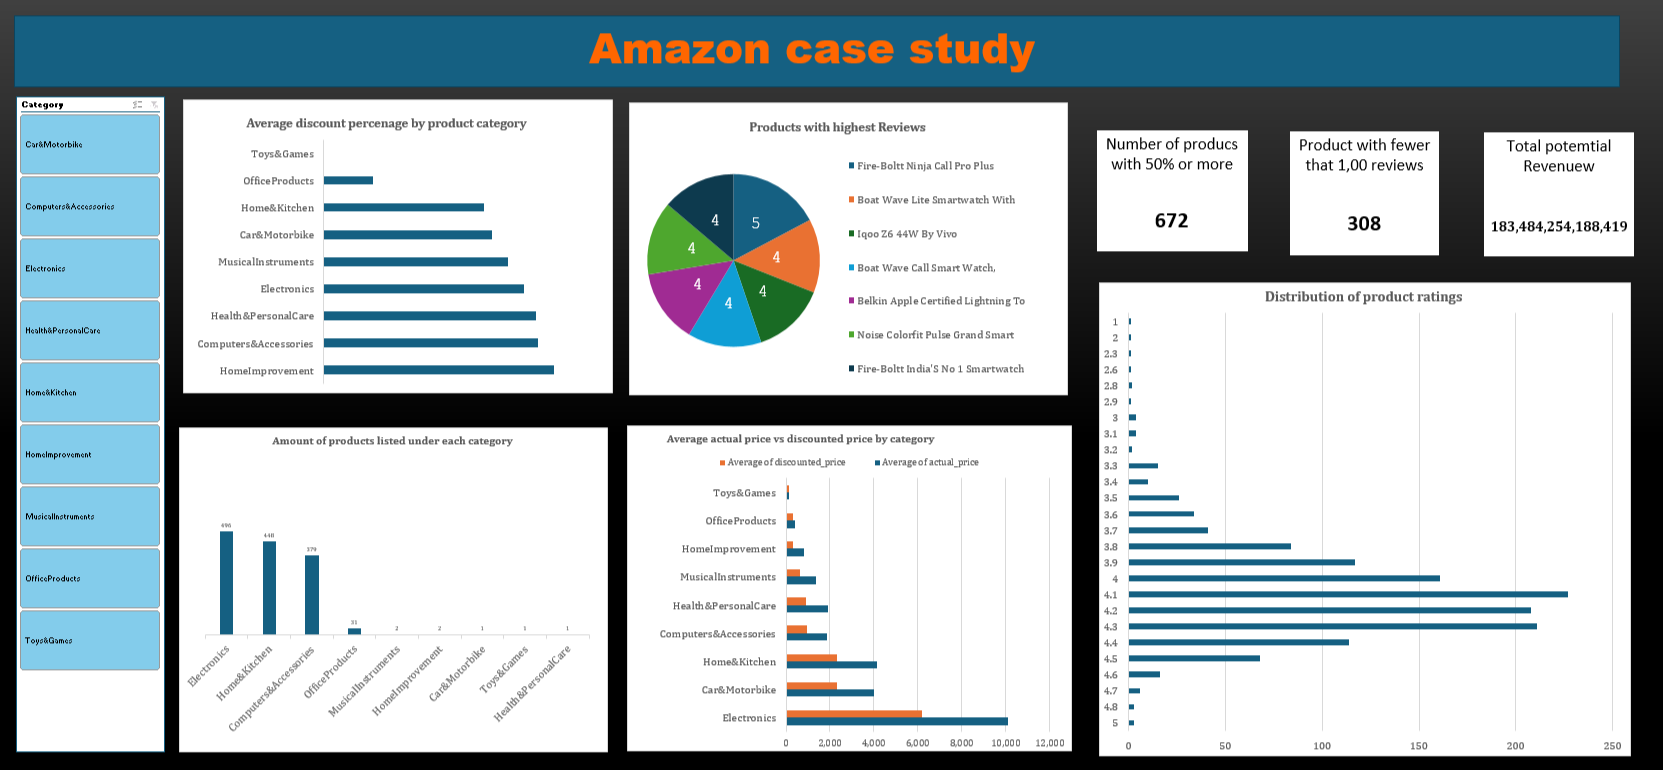 Amazon case study
Category
Car&Motorbike
Computers&Accessories
Electronics
Health&PersonalCare
Home&Kitchen
HomeImprovement
MusicalInstruments
OfficeProducts
Toys&Games
Average discount percenage by product category
Toys&Games
OfficeProducts
Home&Kitchen
Car&Motorbike
MusicalInstruments
Electronics
Health&PersonalCare
Computers&Accessories
HomeImprovement
Products with highest Reviews
5
4
4
4
4
4
4
Fire-Boltt Ninja Call Pro Plus
Boat Wave Lite Smartwatch With
Iqoo Z6 44W By Vivo
Boat Wave Call Smart Watch,
Belkin Apple Certified Lightning To
Noise Colorfit Pulse Grand Smart
Fire-Boltt India'S No 1 Smartwatch
Number of producs
with 50% or more
672
Product with fewer
that 1,00 reviews
308
Total potemtial
Revenuew
183,484,254,188,419
Amount of products listed under each category
496
448
379
31
2
2
1
1
1
Electronics
Home&Kitchen
Computers&Accessories
OfficeProducts
MusicalInstruments
HomeImprovement
Car&Motorbike
Toys&Games
Health&PersonalCare
Average actual price vs discounted price by category
Average of discounted_price Average of actual_price
Toys&Games
OfficeProducts
HomeImprovement
MusicalInstruments
Health&PersonalCare
Computers&Accessories
Home&Kitchen
Car&Motorbike
Electronics
0 2,000 4,000 6,000 8,000 10,000 12,000
Distribution of product ratings
1
2
2.3
2.6
2.8
2.9
3
3.1
3.2
3.3
3.4
3.5
3.6
3.7
3.8
3.9
4
4.1
4.2
4.3
4.4
4.5
4.6
4.7
4.8
5
0 50 100 150 200 250